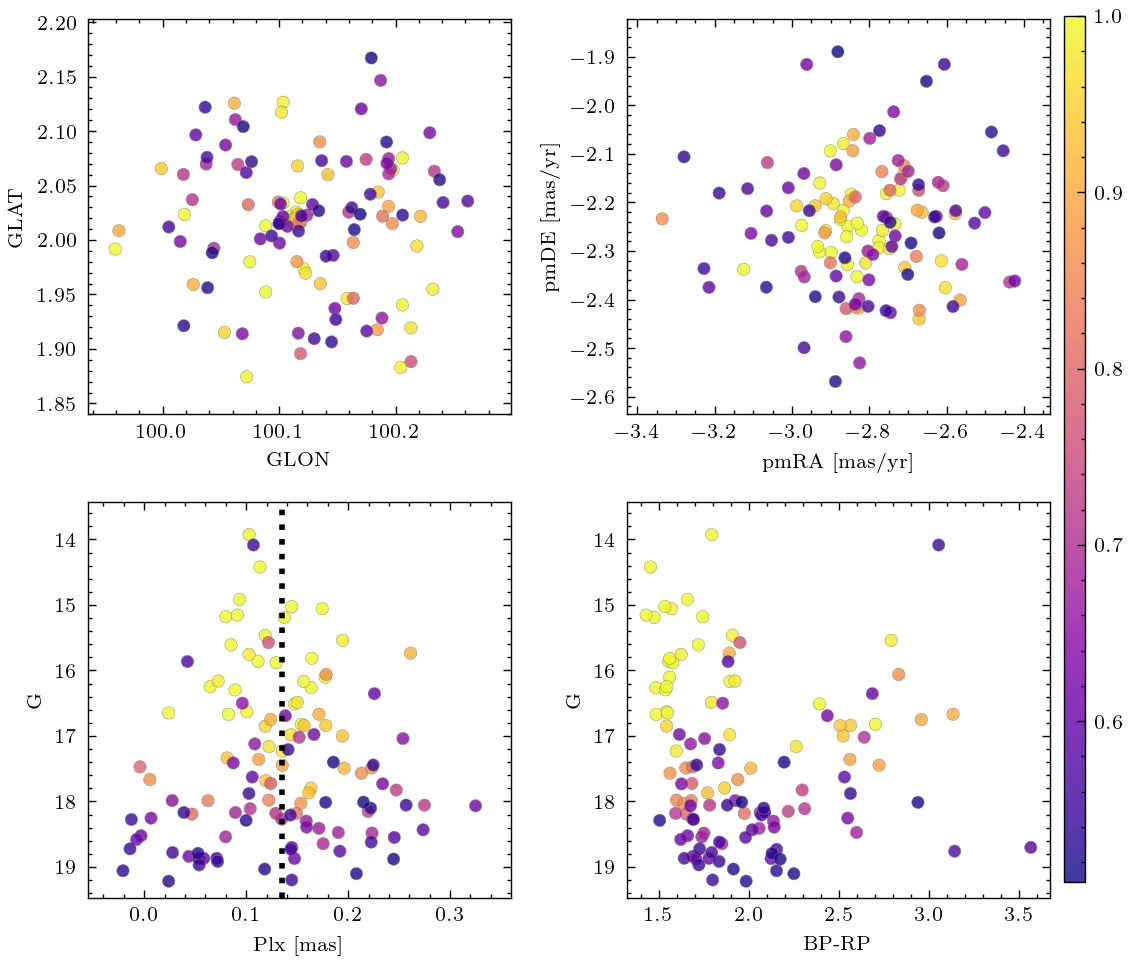 2.20
2.15
2.10
2.05
2.00
1.95
1.90
1.85
GLAT
100.0 100.1 100.2
GLON
−1.9
−2.0
−2.1
−2.2
−2.3
−2.4
−2.5
−2.6
pmDE [mas/yr]
−3.4 −3.2 −3.0 −2.8 −2.6 −2.4
pmRA [mas/yr]
1.0
0.9
0.8
0.7
0.6
14
15
16
17
18
19
G
0.0 0.1 0.2 0.3
Plx [mas]
14
15
16
17
18
19
G
1.5 2.0 2.5 3.0 3.5
BP-RP